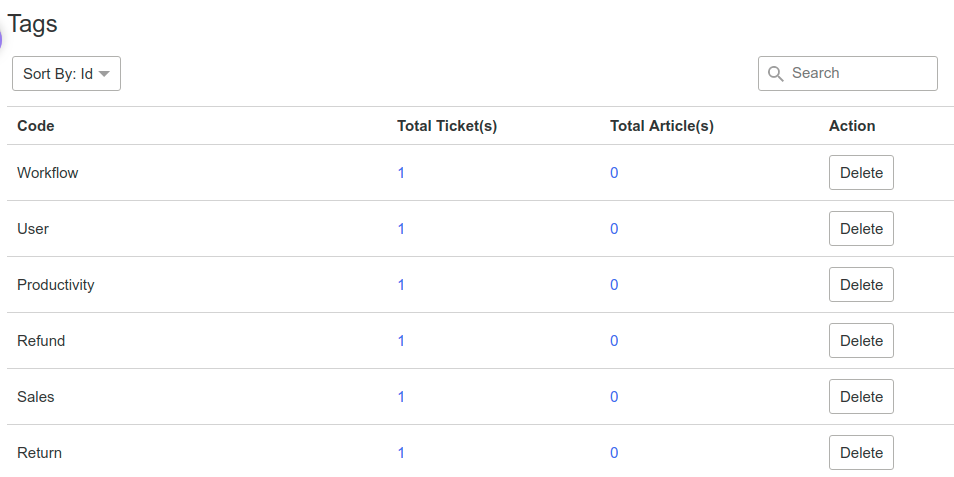 Tags
Sort By: Id
Search
Code Total Ticket(s) Total Article(s) Action
Workflow 1 0 Delete
User 1 0 Delete
Productivity 1 0 Delete
Refund 1 0 Delete
Sales 1 0 Delete
Return 1 0 Delete